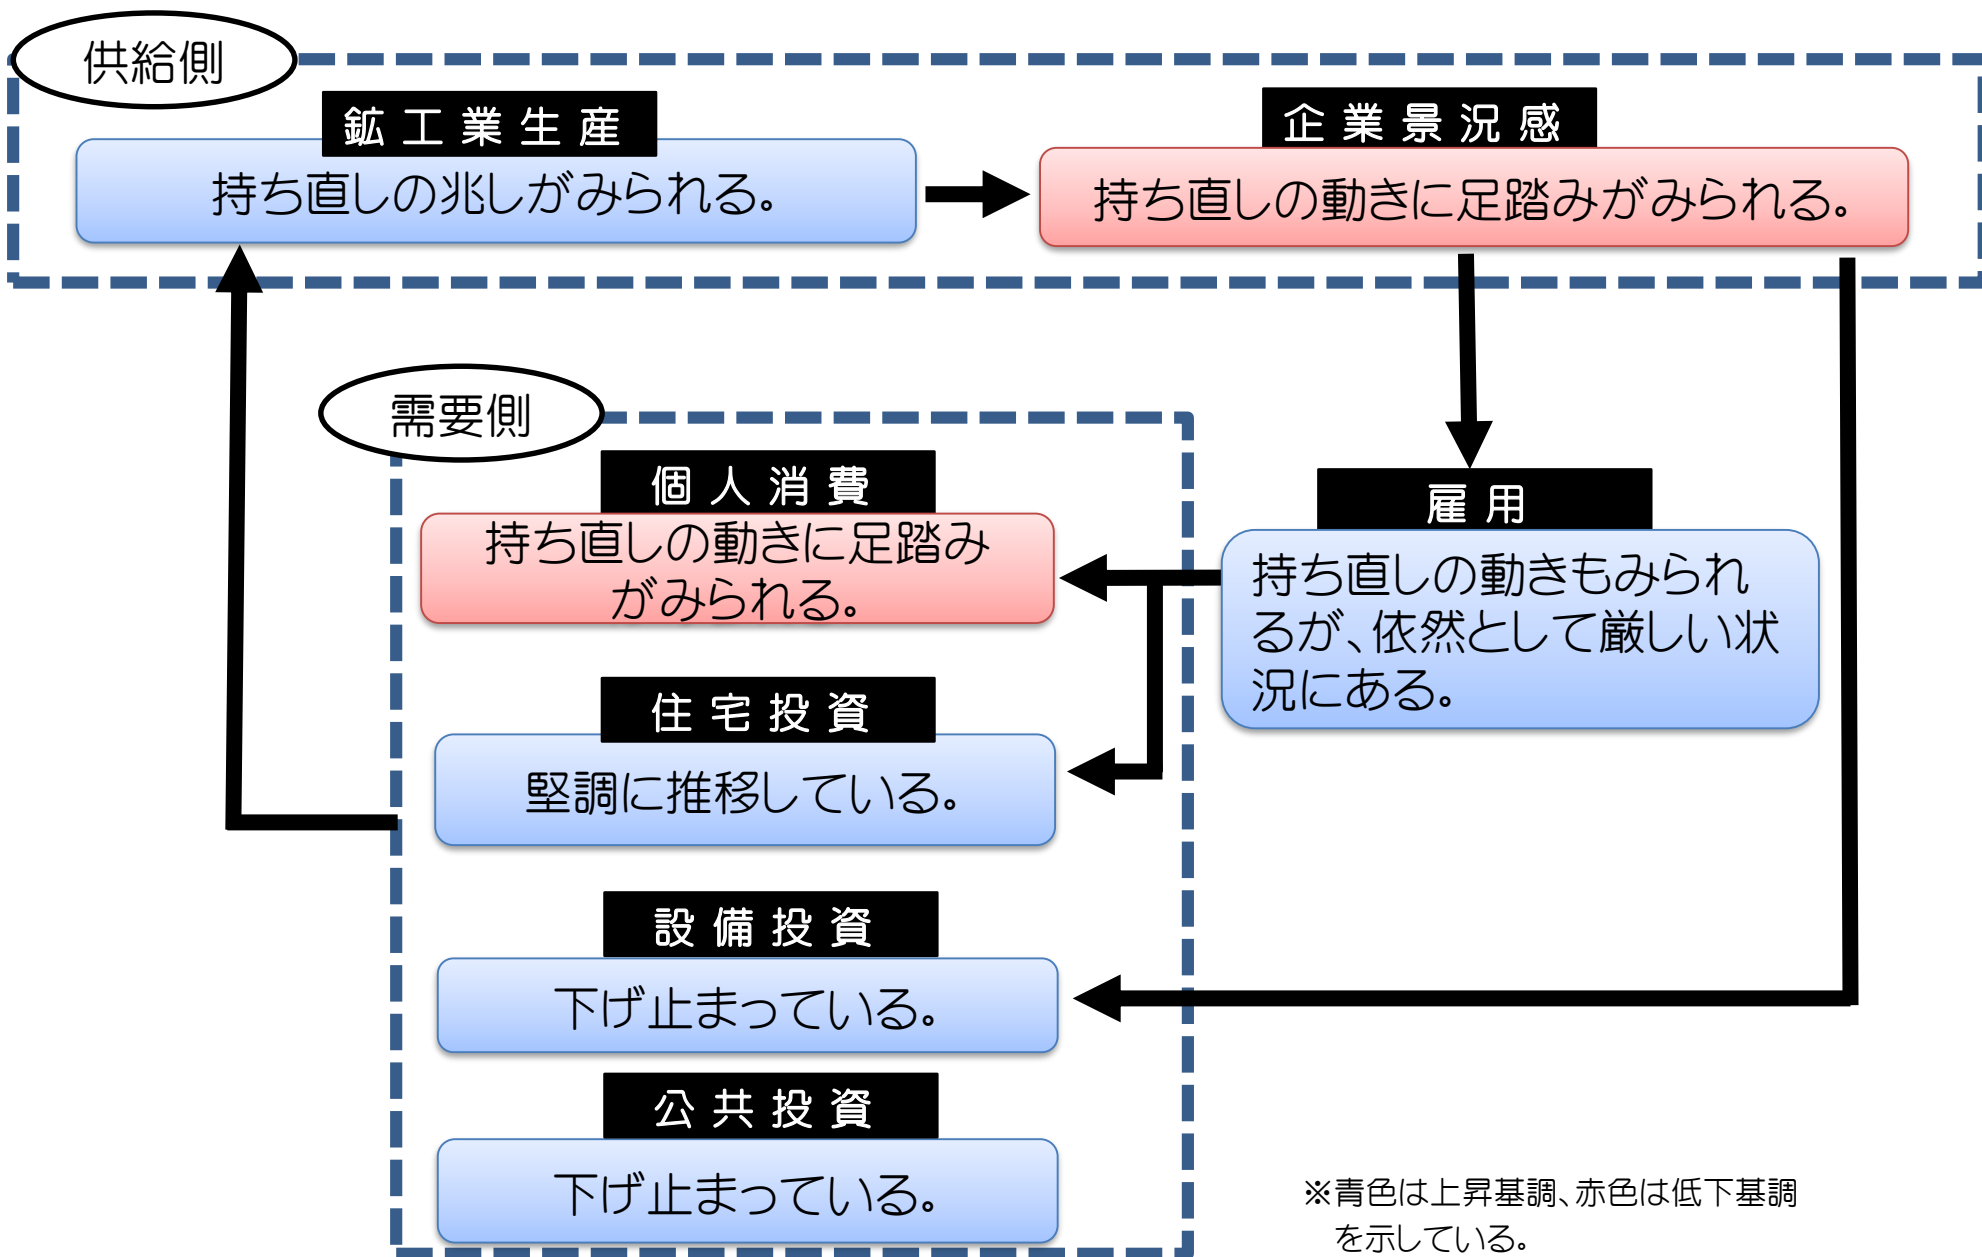 供給側
鉱工業生産
持ち直しの兆しがみられる。
企業景況感
持ち直しの動きに足踏みがみられる。
需要側
個人消費
持ち直しの動きに足踏み
がみられる。
雇用
持ち直しの動きもみられ
るが、依然として厳しい状
況にある。
住宅投資
堅調に推移している。
設備投資
下げ止まっている。
公共投資
下げ止まっている。
※青色は上昇基調、赤色は低下基調
を示している。